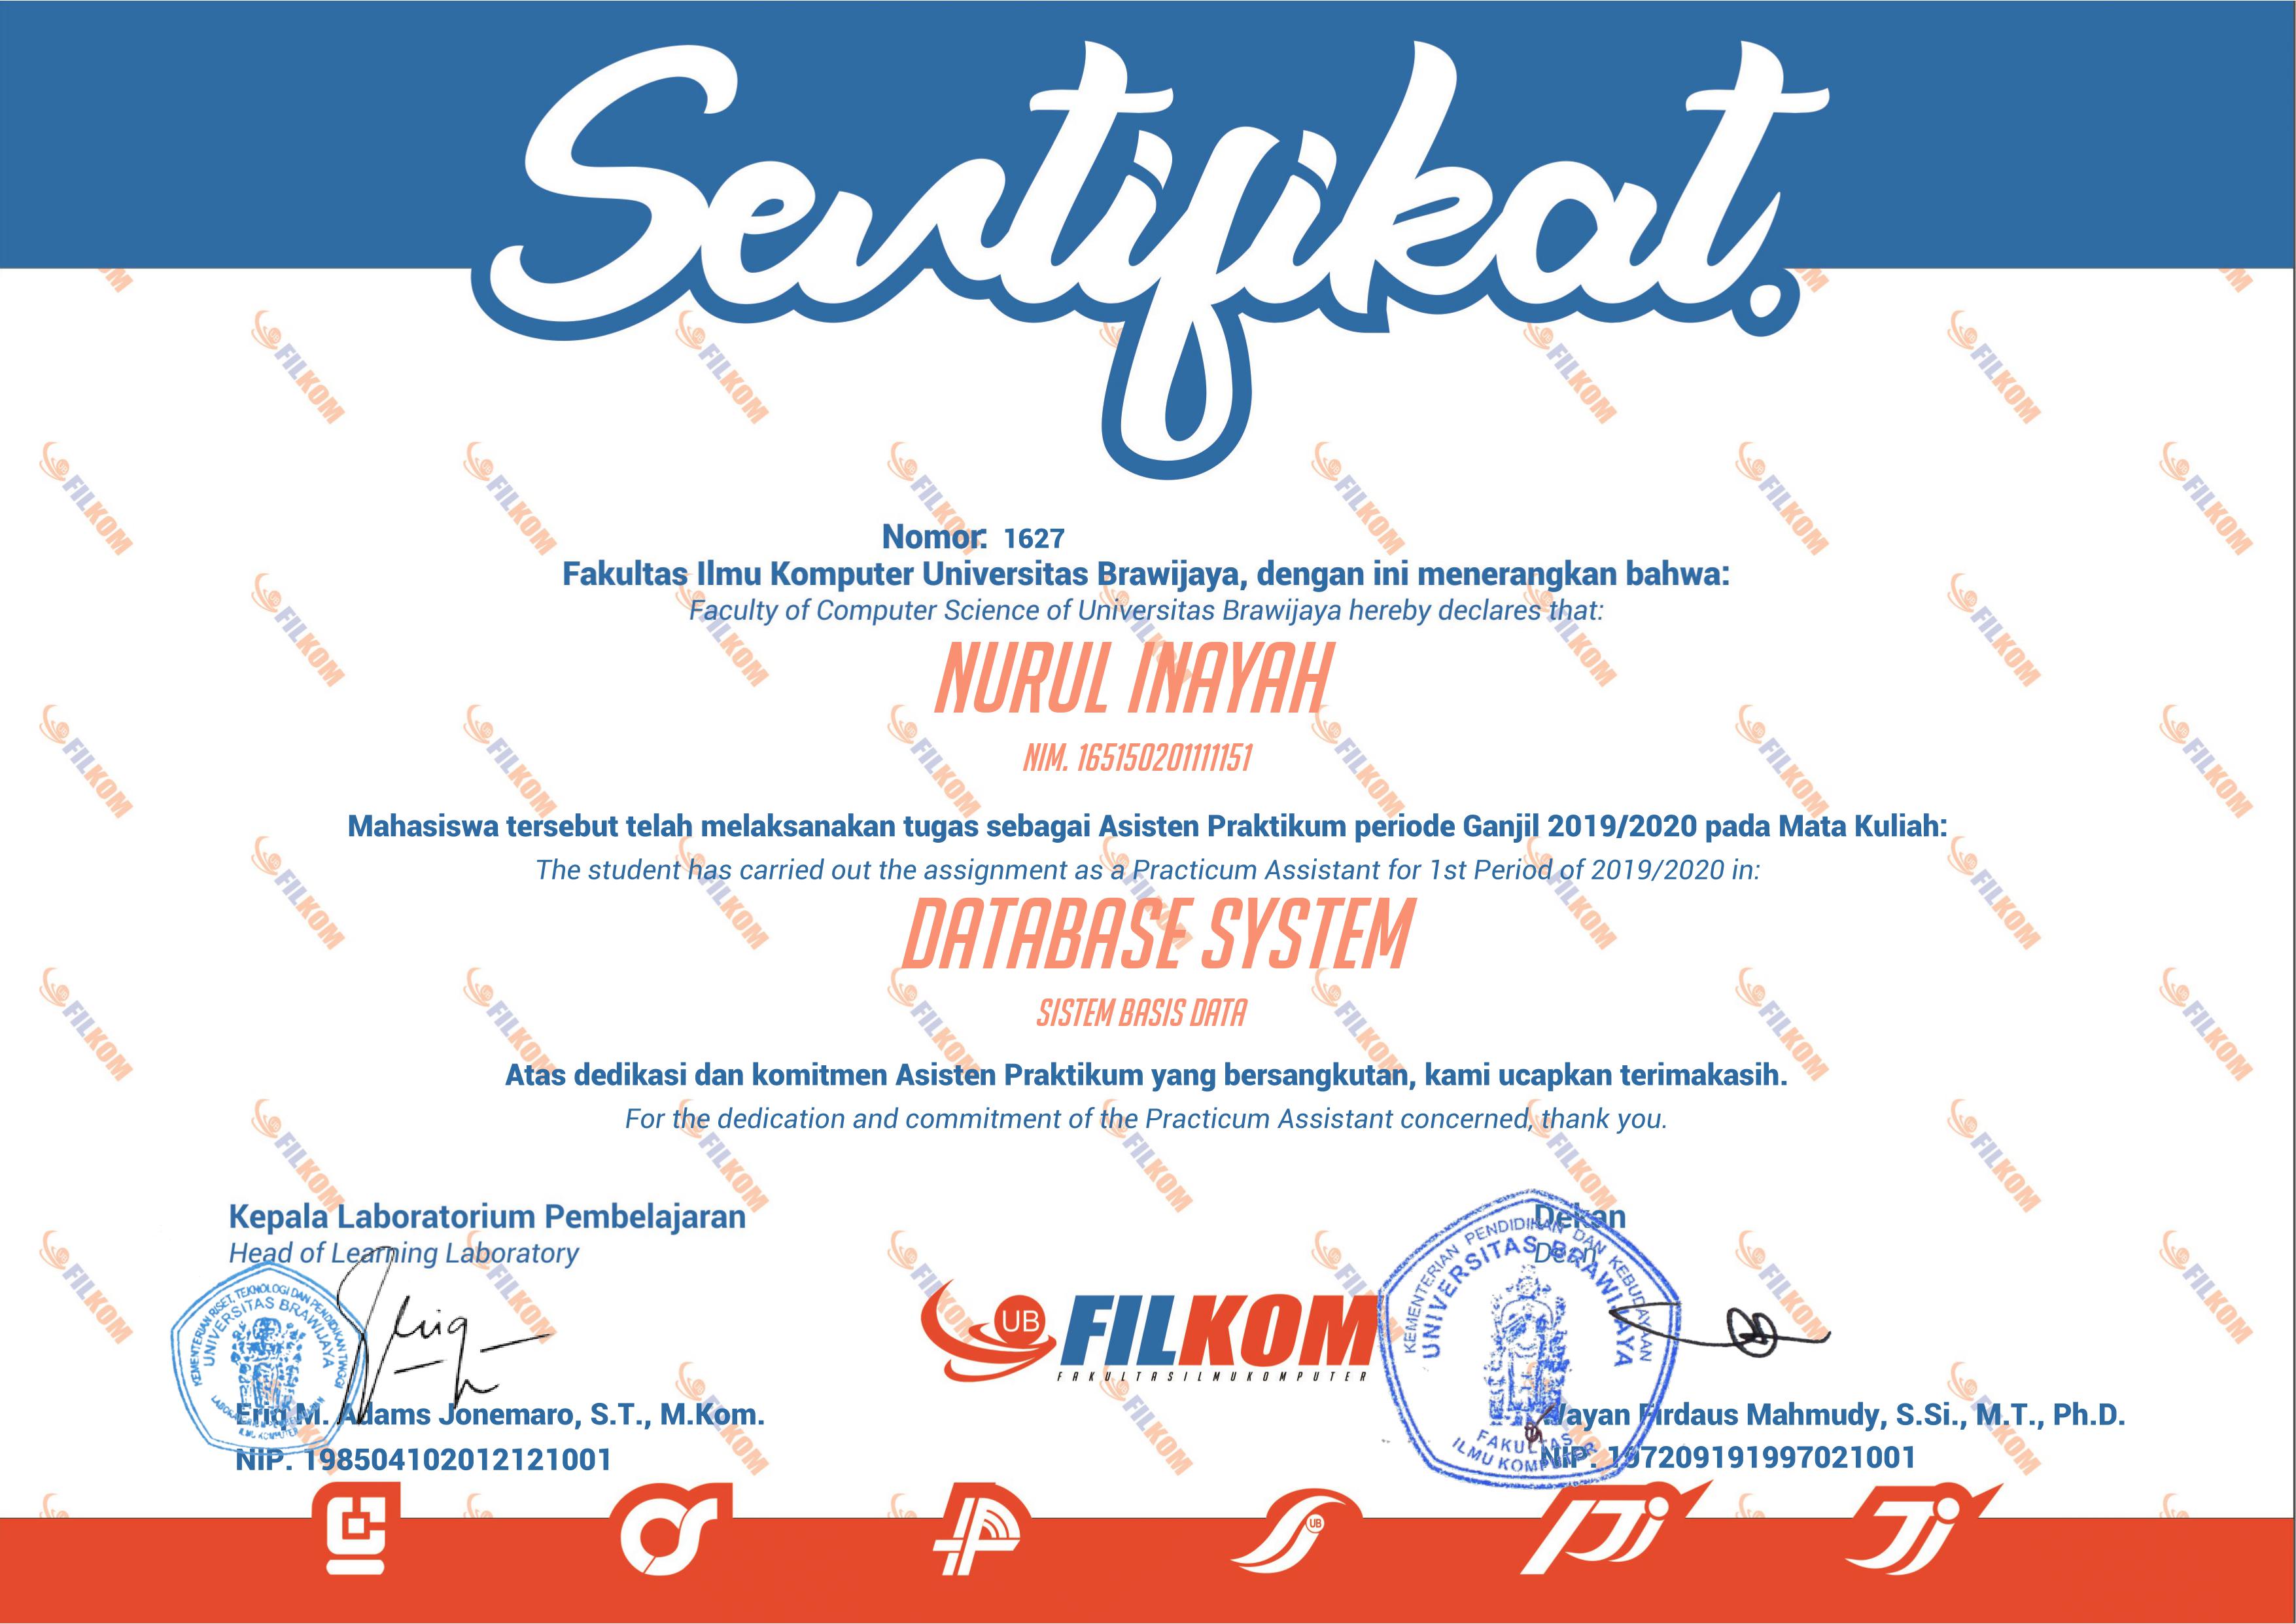 Sertifikat.
Nomor: 1627
Fakultas Ilmu Komputer Universitas Brawijaya, dengan ini menerangkan bahwa:
Faculty of Computer Science of Universitas Brawijaya hereby declares that:
NURUL INAYAH
NIM. 165150201111151
Mahasiswa tersebut telah melaksanakan tugas sebagai Asisten Praktikum periode Ganjil 2019/2020 pada Mata Kuliah:
The student has carried out the assignment as a Practicum Assistant for 1st Period of 2019/2020 in:
DATABASE SYSTEM
SISTEM BASIS DATA
Atas dedikasi dan komitmen Asisten Praktikum yang bersangkutan, kami ucapkan terimakasih.
For the dedication and commitment of the Practicum Assistant concerned, thank you.
Kepala Laboratorium Pembelajaran
Head of Learning Laboratory
KEMENTERIAN RISET, TEKNOLOGI DAN PENDIDIKAN TINGGI
UNIVERSITAS BRAWIJAYA
ILMU KOMPUTER
Eriq M. Adams Jonemaro, S.T., M.Kom.
NIP. 198504102012121001
UB FILKOM
FAKULTAS ILMU KOMPUTER
Dekan
Dean
KEMENTERIAN PENDIDIKAN DAN KEBUDAYAAN
UNIVERSITAS BRAWIJAYA
FAKULTAS
ILMU KOMPUTER
Wayan Firdaus Mahmudy, S.Si., M.T., Ph.D.
NIP. 197209191997021001
UB